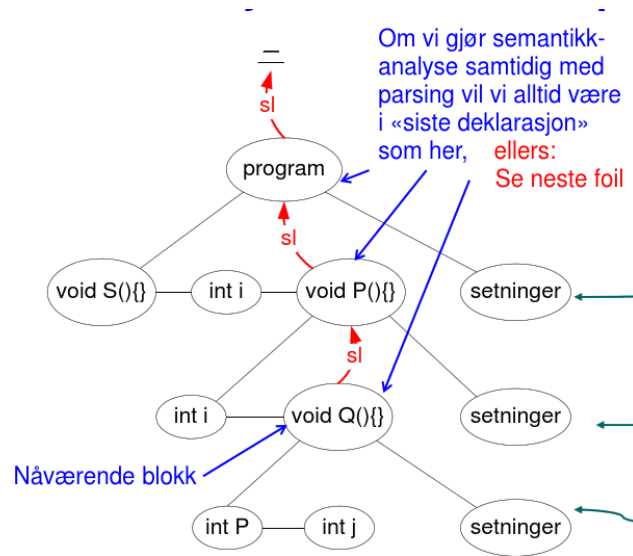 Om vi gjør semantikk-
analyse samtidig med
parsing vil vi alltid være
i «siste deklarasjon»
som her, ellers:
Se neste foil
sl
program
sl
void S(){}
int i
void P(){}
setninger
sl
int i
void Q(){}
setninger
Nåværende blokk
int P
int j
setninger